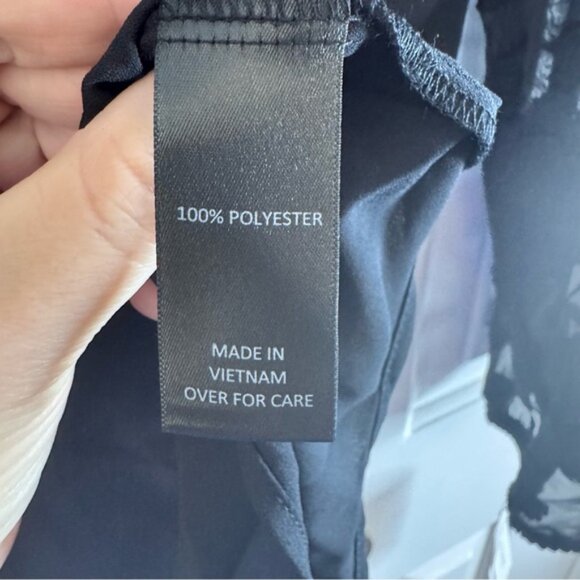 100% POLYESTER
MADE IN
VIETNAM
OVER FOR CARE